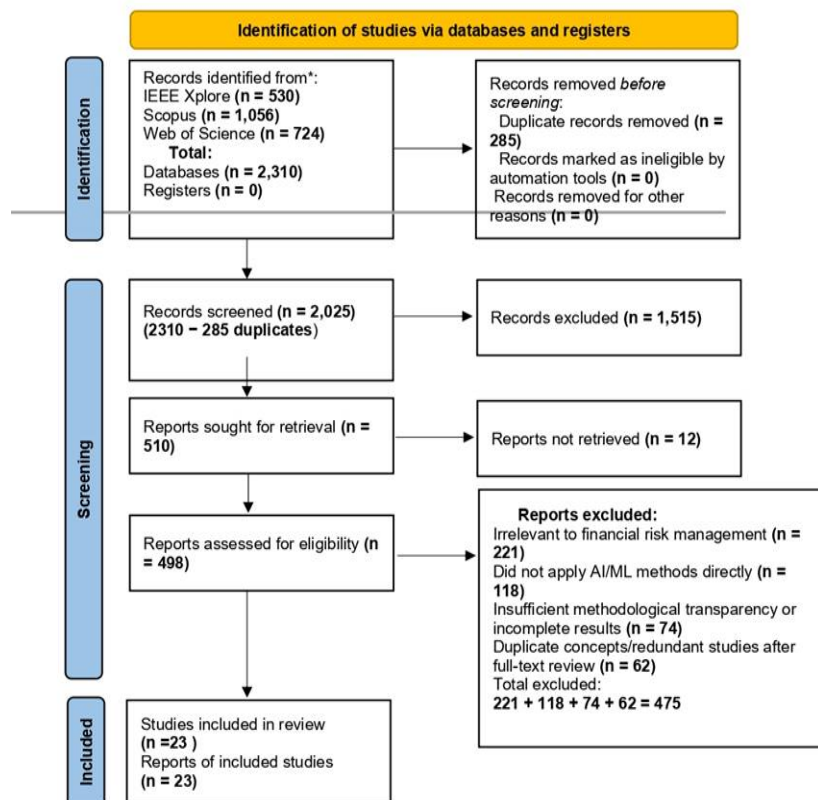 Identification of studies via databases and registers
Identification
Records identified from*:
IEEE Xplore (n = 530)
Scopus (n = 1,056)
Web of Science (n = 724)
Total:
Databases (n = 2,310)
Registers (n = 0)
Records removed before
screening:
Duplicate records removed (n =
285)
Records marked as ineligible by
automation tools (n = 0)
Records removed for other
reasons (n = 0)
Screening
Records screened (n = 2,025)
(2310 − 285 duplicates)
Records excluded (n = 1,515)
Reports sought for retrieval (n =
510)
Reports not retrieved (n = 12)
Reports assessed for eligibility (n
= 498)
Reports excluded:
Irrelevant to financial risk management (n =
221)
Did not apply AI/ML methods directly (n =
118)
Insufficient methodological transparency or
incomplete results (n = 74)
Duplicate concepts/redundant studies after
full-text review (n = 62)
Total excluded:
221 + 118 + 74 + 62 = 475
Included
Studies included in review
(n =23 )
Reports of included studies
(n = 23)